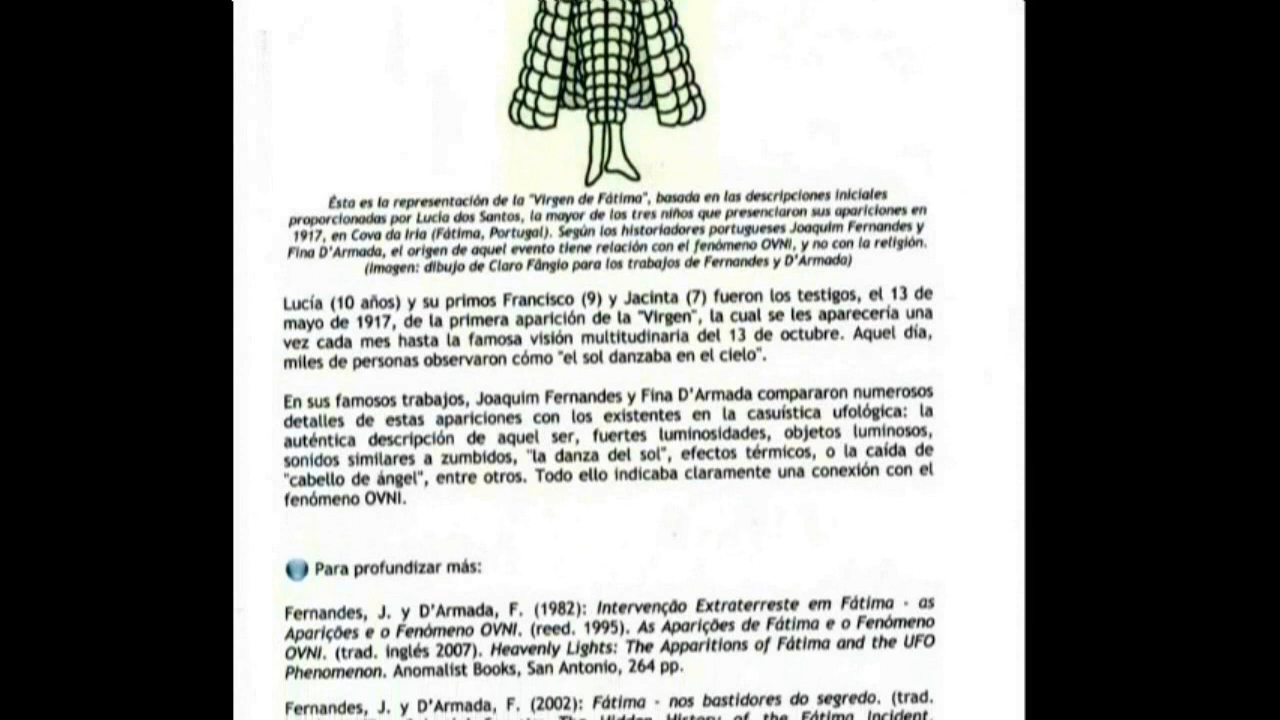 Ésta es la representación de la "Virgen de Fátima", basada en las descripciones iniciales
proporcionadas por Lucía dos Santos, la mayor de los tres niños que presenciaron sus apariciones en
1917, en Cova da Iria (Fátima, Portugal). Según los historiadores portugueses Joaquim Fernandes y
Fina D'Armada, el origen de aquel evento tiene relación con el fenómeno OVNI, y no con la religión.
(Imagen: dibujo de Claro Fângio para los trabajos de Fernandes y D'Armada)
Lucía (10 años) y su primos Francisco (9) y Jacinta (7) fueron los testigos, el 13 de
mayo de 1917, de la primera aparición de la "Virgen", la cual se les aparecería una
vez cada mes hasta la famosa visión multitudinaria del 13 de octubre. Aquel día,
miles de personas observaron cómo "el sol danzaba en el cielo".
En sus famosos trabajos, Joaquim Fernandes y Fina D'Armada compararon numerosos
detalles de estas apariciones con los existentes en la casuística ufológica: la
auténtica descripción de aquel ser, fuertes luminosidades, objetos luminosos,
sonidos similares a zumbidos, "la danza del sol", efectos térmicos, o la caída de
"cabello de ángel", entre otros. Todo ello indicaba claramente una conexión con el
fenómeno OVNI.
Para profundizar más:
Fernandes, J. y D'Armada, F. (1982): Intervenção Extraterreste em Fátima - as
Aparições e o Fenómeno OVNI. (reed. 1995). As Aparições de Fátima e o Fenómeno
OVNI. (trad. inglés 2007). Heavenly Lights: The Apparitions of Fátima and the UFO
Phenomenon. Anomalist Books, San Antonio, 264 pp.
Fernandes, J. y D'Armada, F. (2002): Fátima - nos bastidores do segredo. (trad.
The Hidden History of the Fátima Incident.